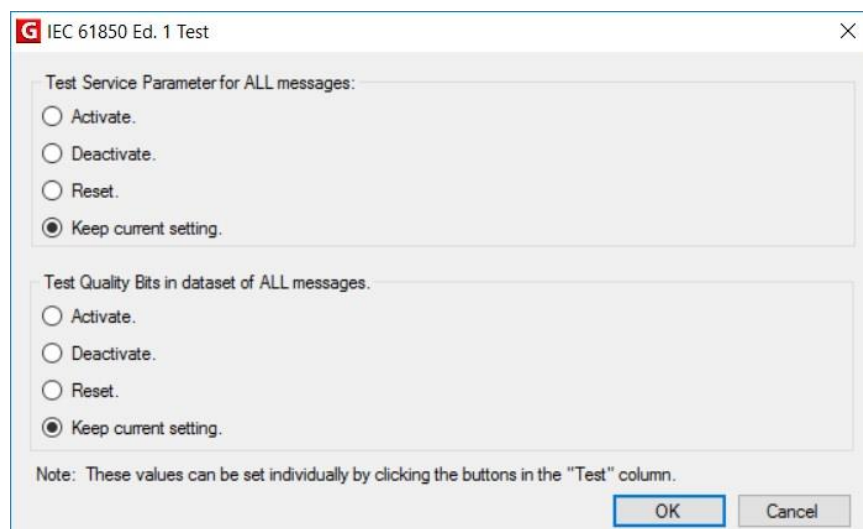 G IEC 61850 Ed. 1 Test
Test Service Parameter for ALL messages:
Activate.
Deactivate.
Reset.
Keep current setting.
Test Quality Bits in dataset of ALL messages.
Activate.
Deactivate.
Reset.
Keep current setting.
Note: These values can be set individually by clicking the buttons in the "Test" column.
OK Cancel